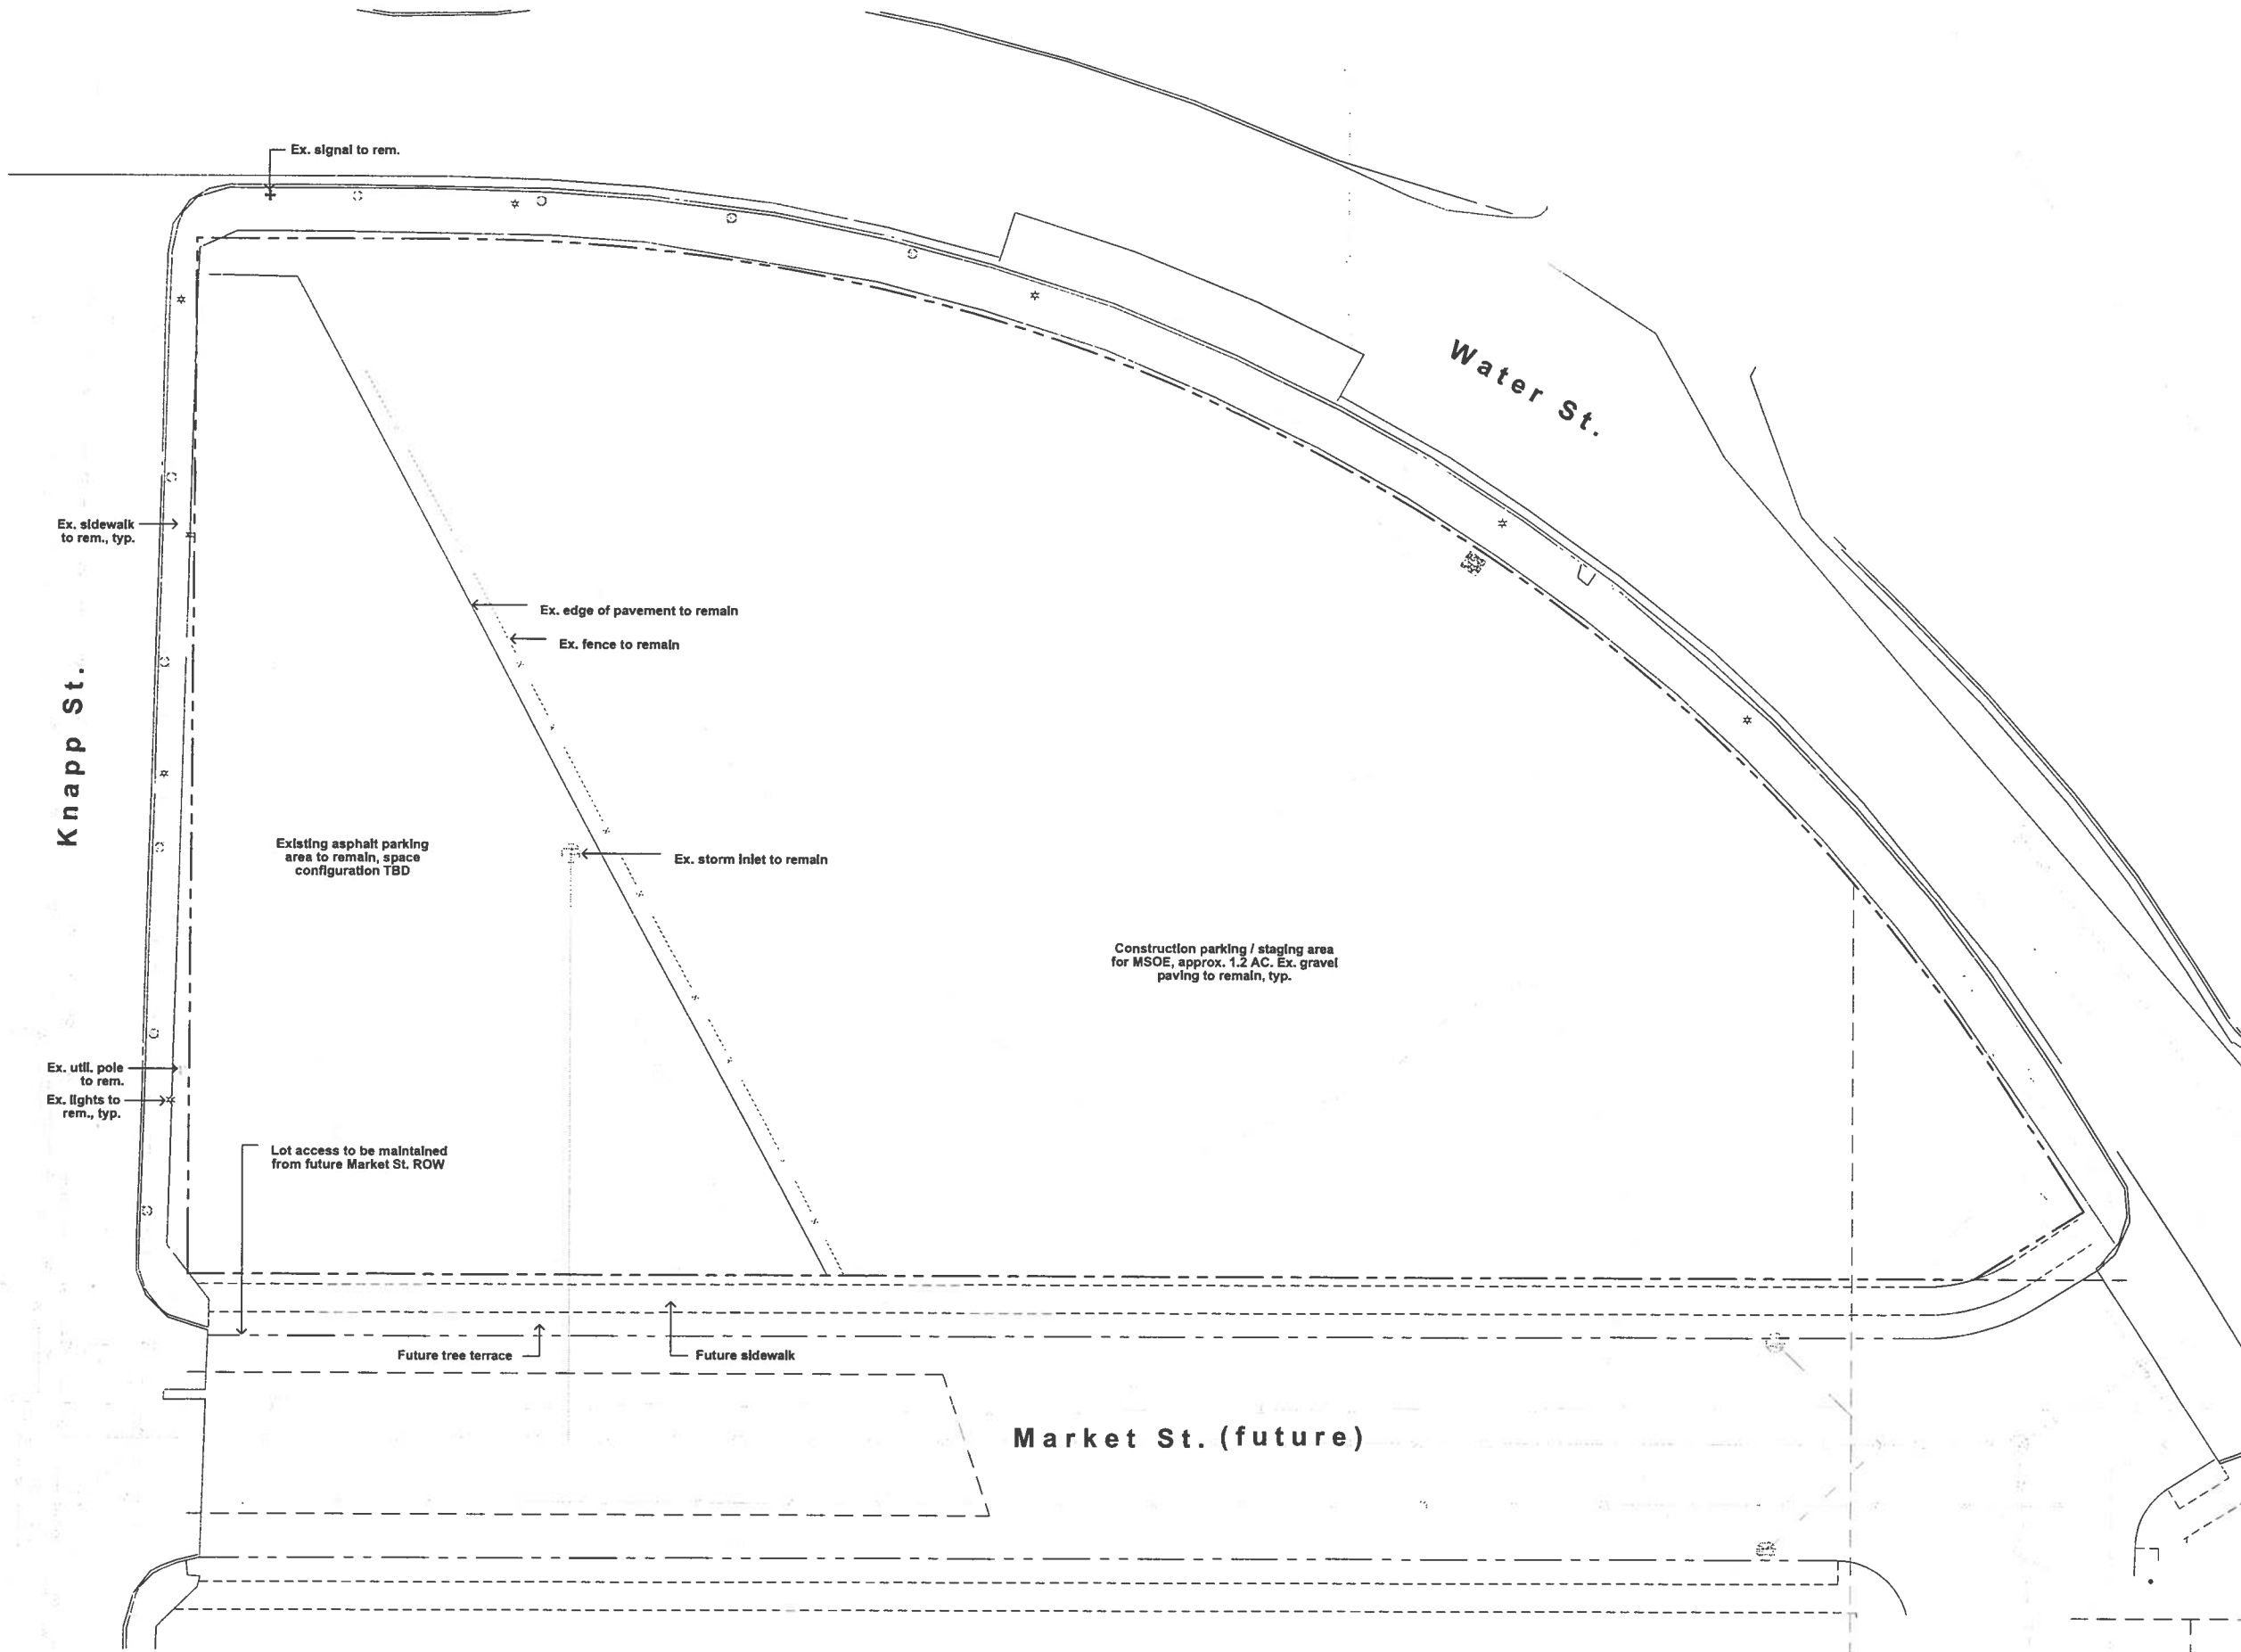 Ex. signal to rem.
Water St.
Ex. sidewalk
to rem., typ.
Ex. edge of pavement to remain
Ex. fence to remain
Knapp St.
Existing asphalt parking
area to remain, space
configuration TBD
Ex. storm inlet to remain
Construction parking / staging area
for MSOE, approx. 1.2 AC. Ex. gravel
paving to remain, typ.
Ex. util. pole
to rem.
Ex. lights to
rem., typ.
Lot access to be maintained
from future Market St. ROW
Future tree terrace
Future sidewalk
Market St. (future)